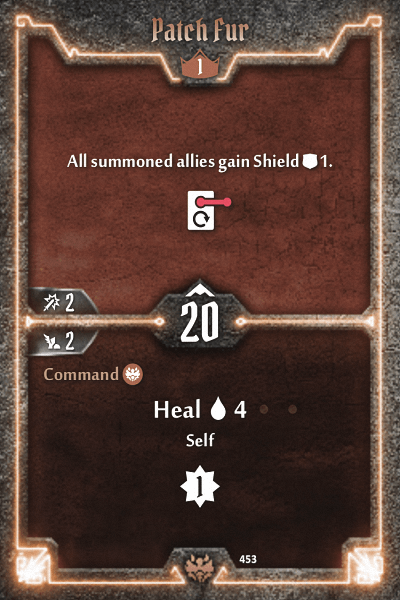 Patch Fur
1
All summoned allies gain Shield 1.
2
20
2
Command
Heal 4
Self
1
453